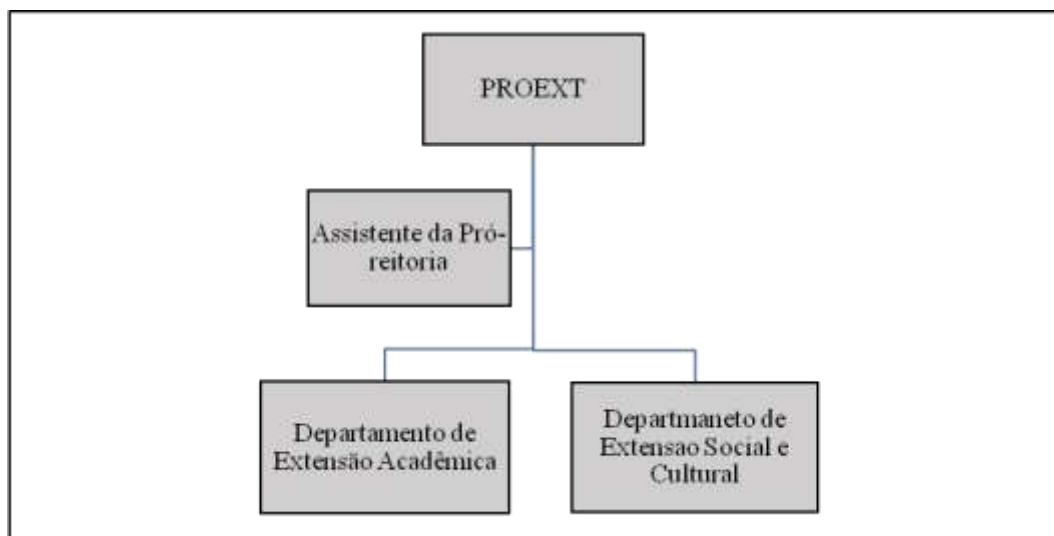 PROEXT
Assistente da Pró-
reitoria
Departamento de
Extensão Acadêmica
Departmaneto de
Extensao Social e
Cultural